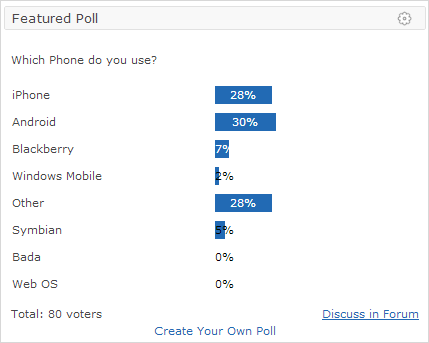 Featured Poll
Which Phone do you use?
iPhone 28%
Android 30%
Blackberry 7%
Windows Mobile 2%
Other 28%
Symbian 5%
Bada 0%
Web OS 0%
Total: 80 voters Discuss in Forum
Create Your Own Poll